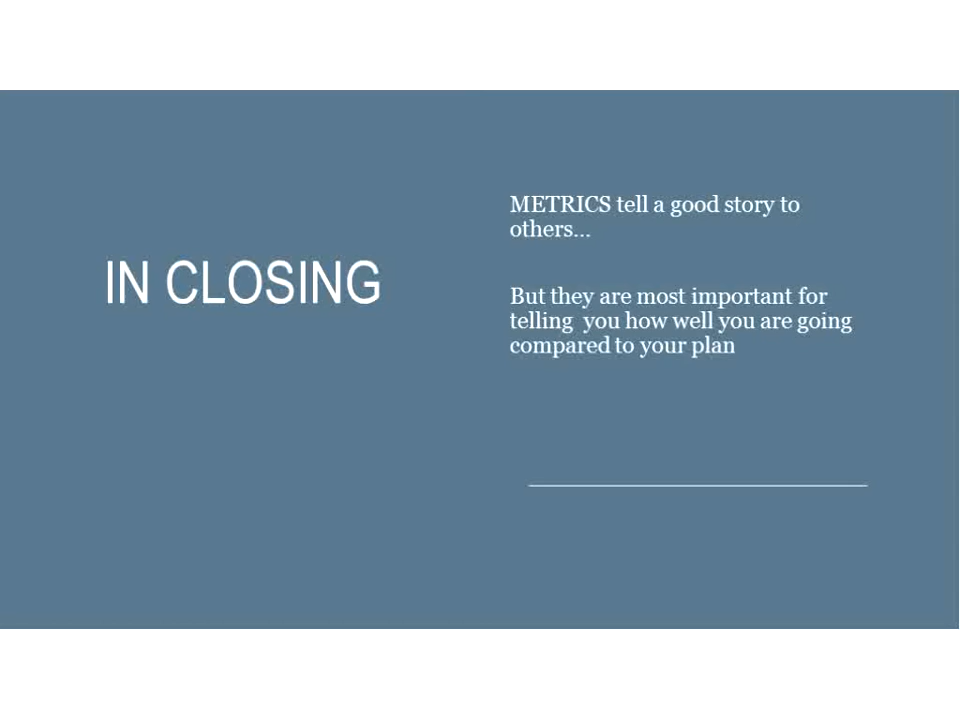 IN CLOSING
METRICS tell a good story to
others...
But they are most important for
telling  you how well you are going
compared to your plan